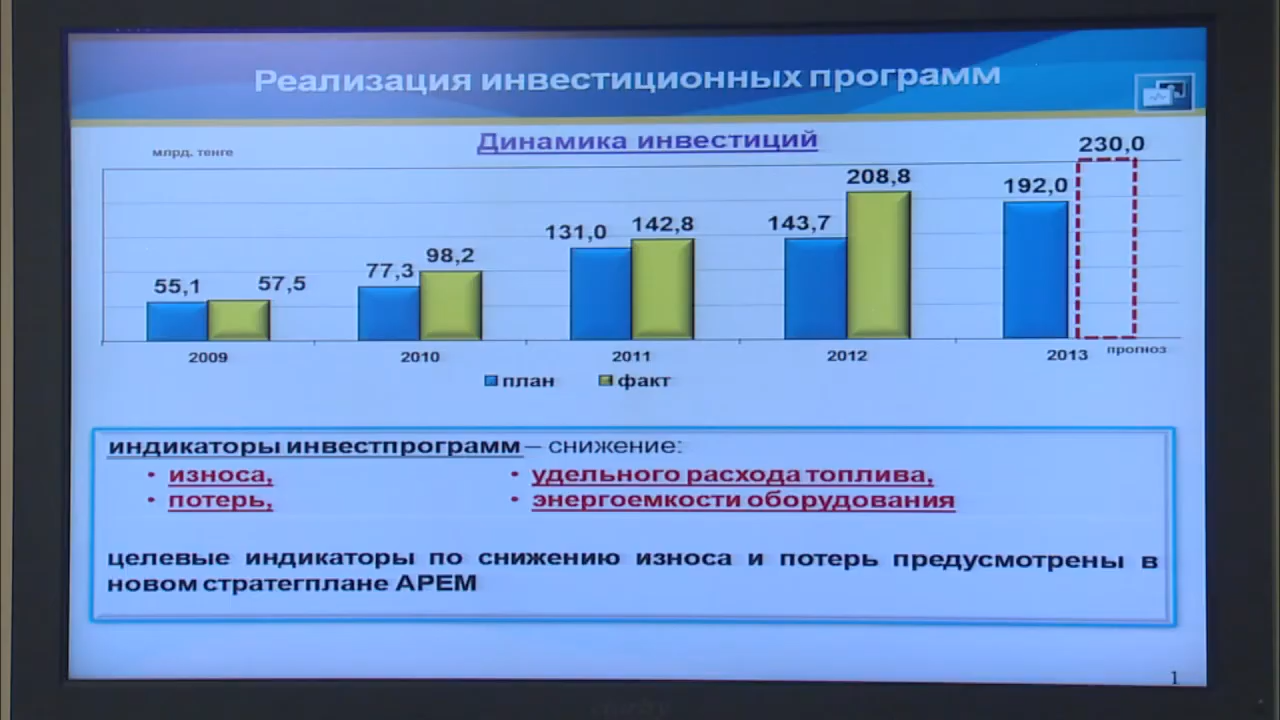 Реализация инвестиционных программ
Динамика инвестиций
млрд. тенге
55,1
57,5
77,3
98,2
131,0
142,8
143,7
208,8
192,0
230,0
2009
2010
2011
2012
2013
прогноз
план
факт
индикаторы инвестпрограмм – снижение:
• износа,
• удельного расхода топлива,
• потерь,
• энергоемкости оборудования
целевые индикаторы по снижению износа и потерь предусмотрены в
новом стратегплане АРЕМ
1